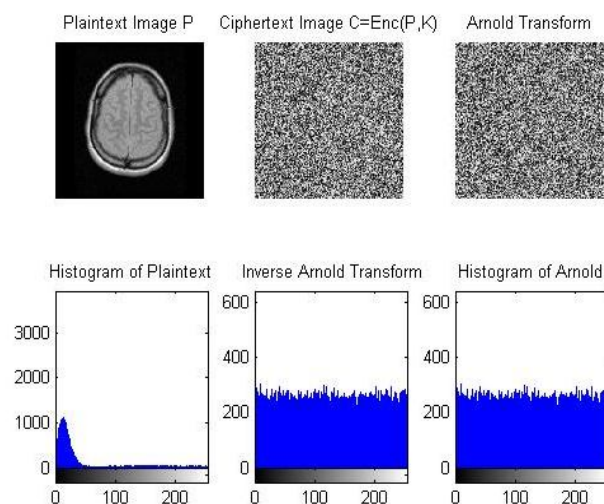 Plaintext Image P
Ciphertext Image C=Enc(P,K)
Arnold Transform
Histogram of Plaintext
Inverse Arnold Transform
Histogram of Arnold
3000
2000
1000
0
0 100 200
600
400
200
0
0 100 200
600
400
200
0
0 100 200